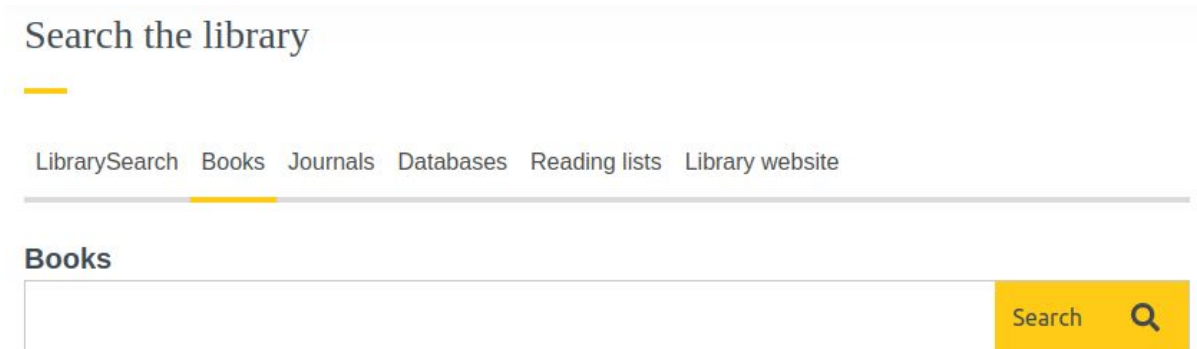 Search the library
LibrarySearch Books Journals Databases Reading lists Library website
Books
Search